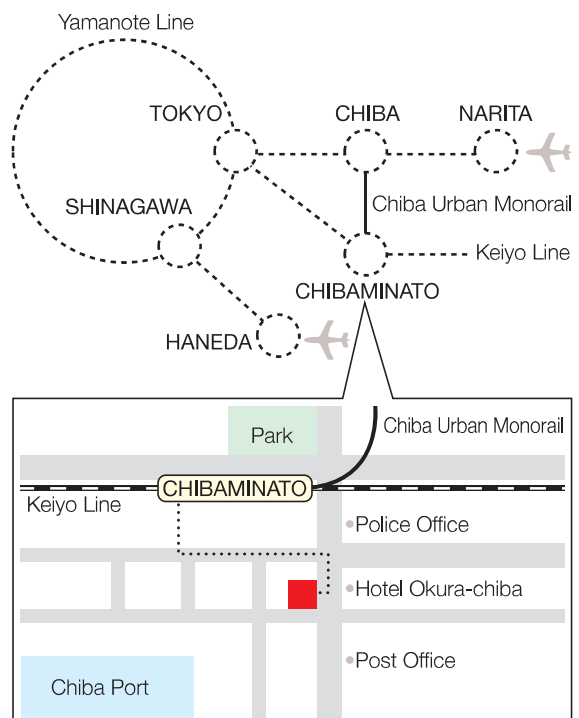 Yamanote Line
TOKYO
CHIBA
NARITA
Chiba Urban Monorail
SHINAGAWA
Keiyo Line
CHIBAMINATO
HANEDA
Park
Chiba Urban Monorail
CHIBAMINATO
Keiyo Line
Police Office
Hotel Okura-chiba
Post Office
Chiba Port